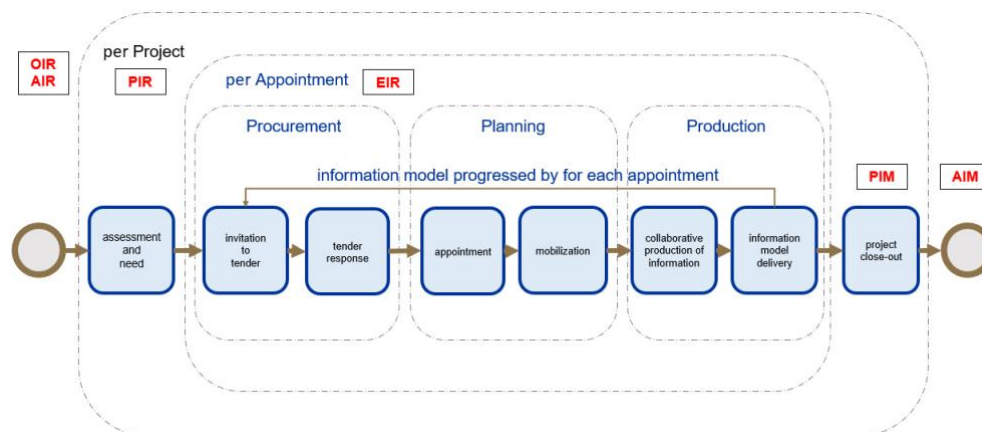 per Project
OIR
AIR
PIR
per Appointment
EIR
Procurement
Planning
Production
information model progressed by for each appointment
PIM
AIM
assessment
and
need
invitation
to
tender
tender
response
appointment
mobilization
collaborative
production of
information
information
model
delivery
project
close-out